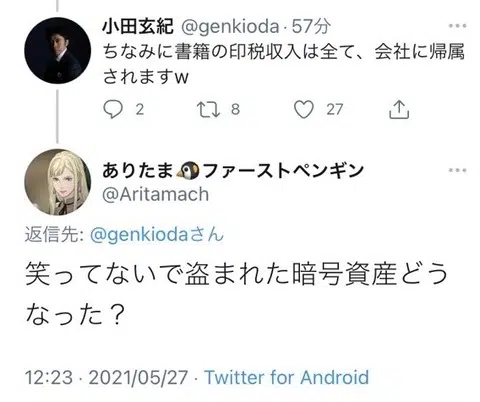 小田玄紀 @genkioda · 57分
ちなみに書籍の印税収入は全て、会社に帰属
されますw
2 8 27
ありたま🐧ファーストペンギン
@Aritamach
返信先: @genkiodaさん
笑ってないで盗まれた暗号資産どう
なった？
12:23 · 2021/05/27 · Twitter for Android